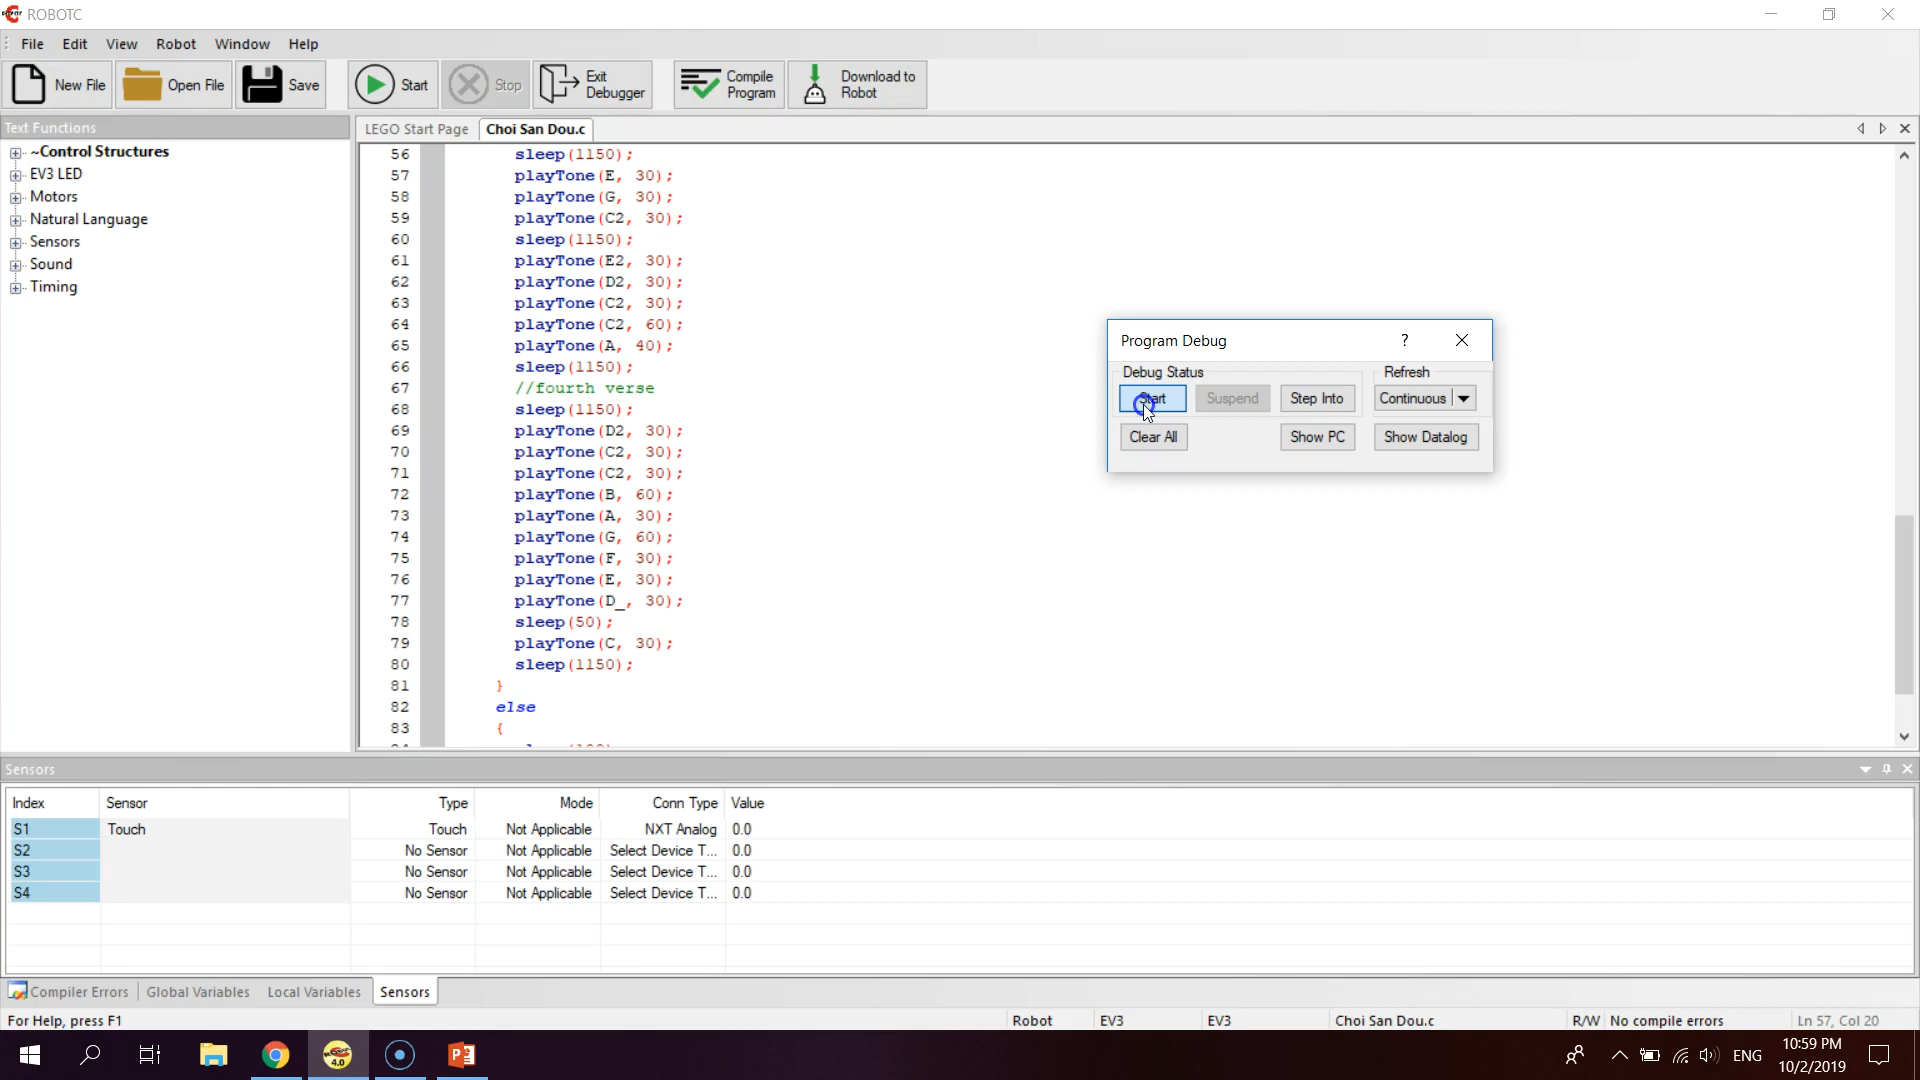 ROBOTC
File Edit View Robot Window Help
New File Open File Save Start Stop Exit Debugger Compile Program Download to Robot
Text Functions
~Control Structures
EV3 LED
Motors
Natural Language
Sensors
Sound
Timing
LEGO Start Page Choi San Dou.c
56 sleep(1150);
57 playTone(E, 30);
58 playTone(G, 30);
59 playTone(C2, 30);
60 sleep(1150);
61 playTone(E2, 30);
62 playTone(D2, 30);
63 playTone(C2, 30);
64 playTone(C2, 60);
65 playTone(A, 40);
66 sleep(1150);
67 //fourth verse
68 sleep(1150);
69 playTone(D2, 30);
70 playTone(C2, 30);
71 playTone(C2, 30);
72 playTone(B, 60);
73 playTone(A, 30);
74 playTone(G, 60);
75 playTone(F, 30);
76 playTone(E, 30);
77 playTone(D_, 30);
78 sleep(50);
79 playTone(C, 30);
80 sleep(1150);
81 }
82 else
83 {
Program Debug ?
Debug Status Refresh
Start Suspend Step Into Continuous
Clear All Show PC Show Datalog
Sensors
Index Sensor Type Mode Conn Type Value
S1 Touch Touch Not Applicable NXT Analog 0.0
S2 No Sensor Not Applicable Select Device T... 0.0
S3 No Sensor Not Applicable Select Device T... 0.0
S4 No Sensor Not Applicable Select Device T... 0.0
Compiler Errors Global Variables Local Variables Sensors
For Help, press F1 Robot EV3 EV3 Choi San Dou.c R/W No compile errors Ln 57, Col 20
ENG 10:59 PM
10/2/2019